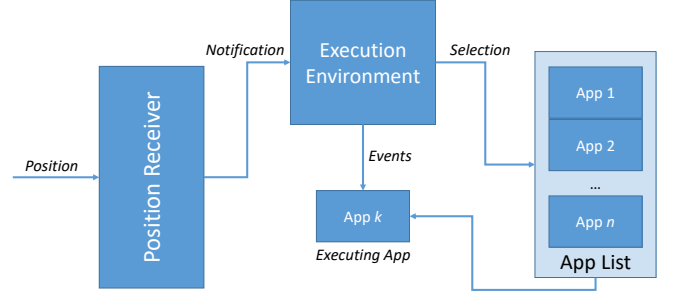 Notification
Execution
Environment
Selection
Position
Position Receiver
Events
App k
Executing App
App 1
App 2
...
App n
App List